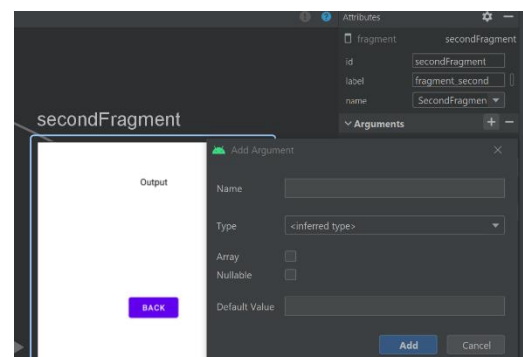 Attributes
fragment secondFragment
id secondFragment
label fragment_second
name SecondFragmen
Arguments
secondFragment
Output
BACK
Add Argument
Name
Type <inferred type>
Array
Nullable
Default Value
Add Cancel